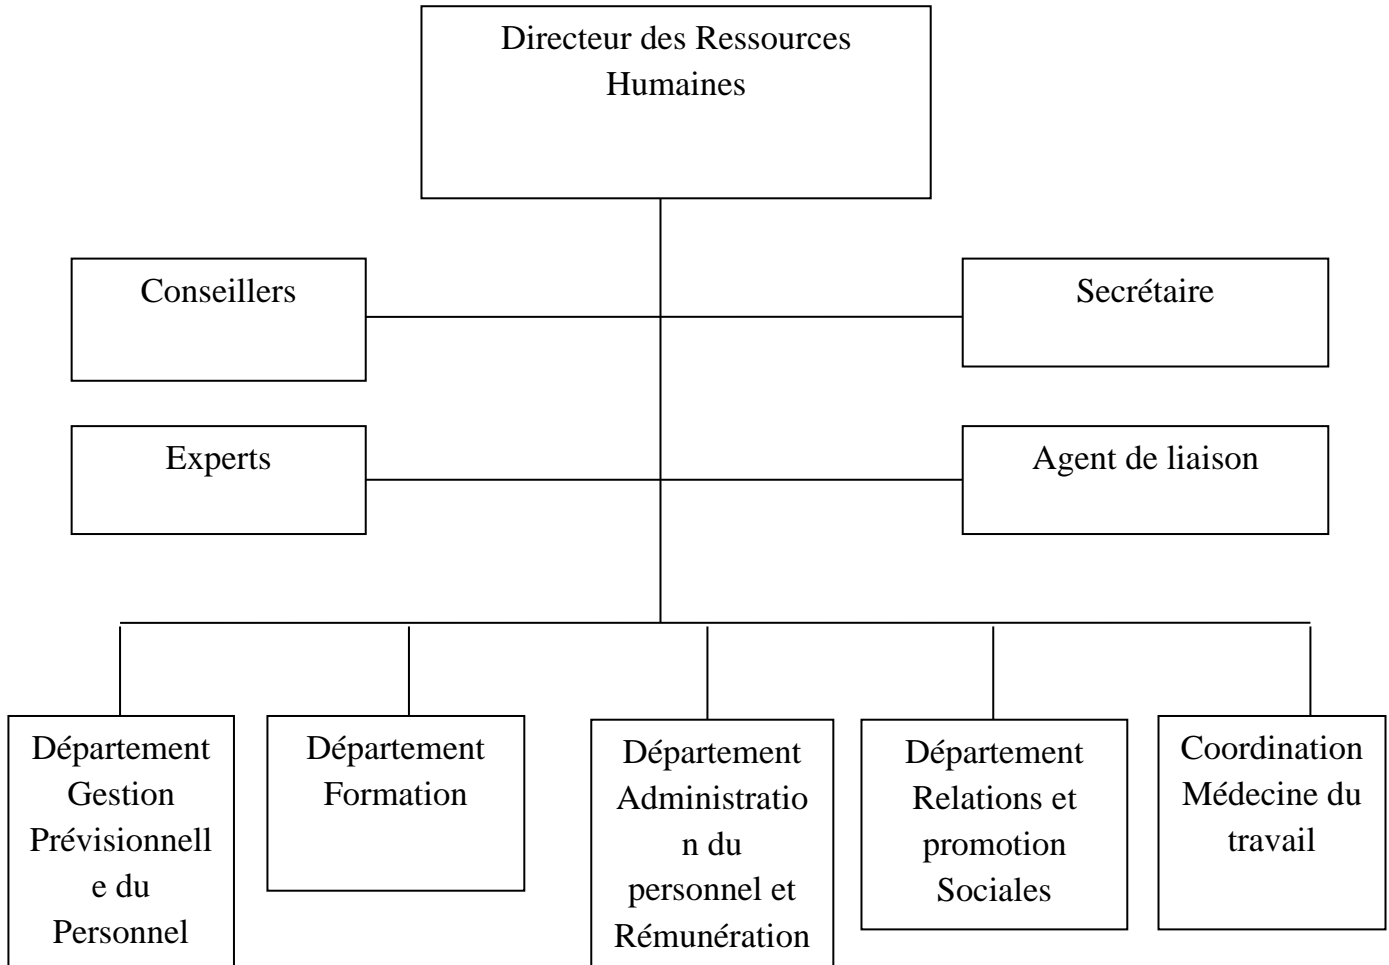 Directeur des Ressources
Humaines
Conseillers
Secrétaire
Experts
Agent de liaison
Département
Gestion
Prévisionnell
e du
Personnel
Département
Formation
Département
Administratio
n du
personnel et
Rémunération
Département
Relations et
promotion
Sociales
Coordination
Médecine du
travail